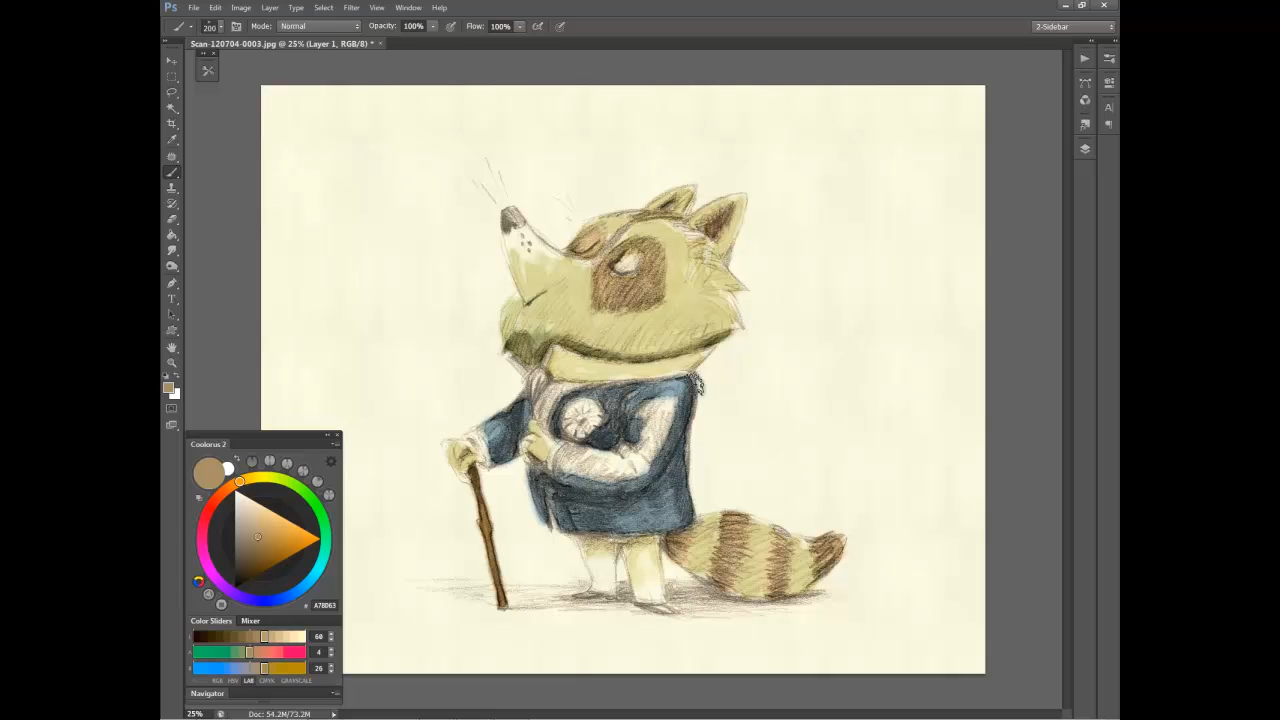 Ps File Edit Image Layer Type Select Filter View Window Help
200 Mode: Normal Opacity: 100% Flow: 100% 2-Sidebar
Scan-120704-0003.jpg @ 25% (Layer 1, RGB/8) * ×
Coolorus 2
# A78D63
Color Sliders Mixer
L 60
A 4
B 26
RGB HSV LAB CMYK GRAYSCALE
Navigator
25% Doc: 54.2M/73.2M